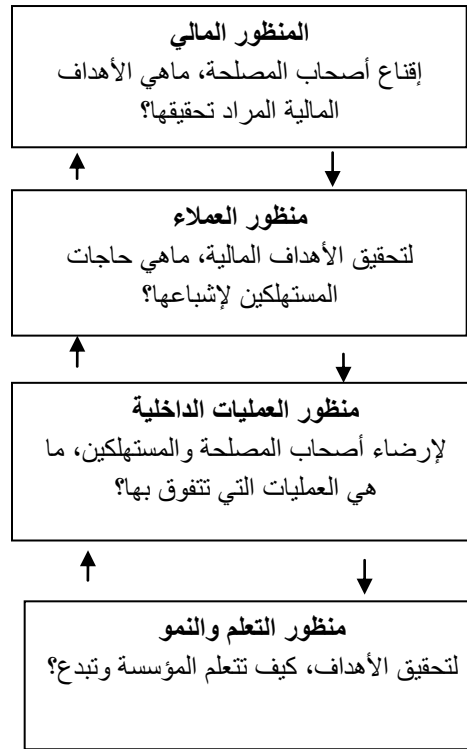 المنظور المالي
إقناع أصحاب المصلحة، ماهي الأهداف
المالية المراد تحقيقها؟
منظور العملاء
لتحقيق الأهداف المالية، ماهي حاجات
المستهلكين لإشباعها؟
منظور العمليات الداخلية
لإرضاء أصحاب المصلحة والمستهلكين، ما
هي العمليات التي تتفوق بها؟
منظور التعلم والنمو
لتحقيق الأهداف، كيف تتعلم المؤسسة وتبدع؟